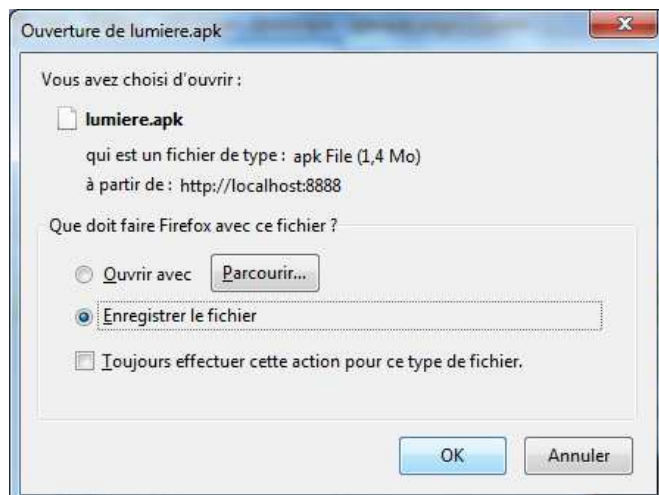 Ouverture de lumiere.apk
Vous avez choisi d'ouvrir :
lumiere.apk
qui est un fichier de type : apk File (1,4 Mo)
à partir de : http://localhost:8888
Que doit faire Firefox avec ce fichier ?
Ouvrir avec Parcourir...
Enregistrer le fichier
Toujours effectuer cette action pour ce type de fichier.
OK Annuler